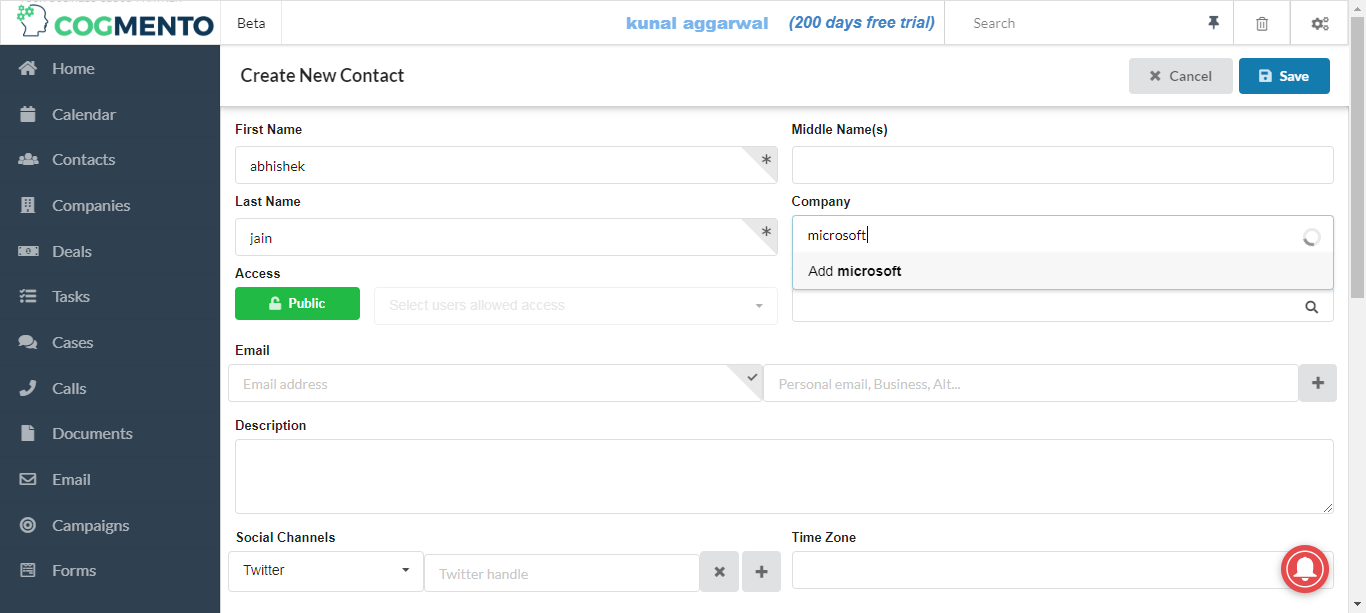 COGMENTO
Beta
kunal aggarwal (200 days free trial)
Search
Home
Calendar
Contacts
Companies
Deals
Tasks
Cases
Calls
Documents
Email
Campaigns
Forms
Create New Contact
Cancel
Save
First Name
Middle Name(s)
abhishek
Last Name
Company
jain
microsoft
Add microsoft
Access
Public
Select users allowed access
Email
Email address
Personal email, Business, Alt...
Description
Social Channels
Time Zone
Twitter
Twitter handle